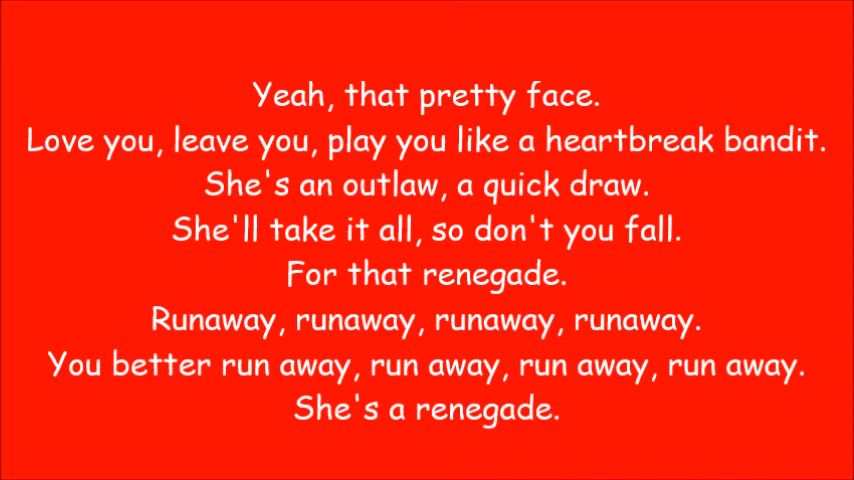 Yeah, that pretty face.
Love you, leave you, play you like a heartbreak bandit.
She's an outlaw, a quick draw.
She'll take it all, so don't you fall.
For that renegade.
Runaway, runaway, runaway, runaway.
You better run away, run away, run away, run away.
She's a renegade.